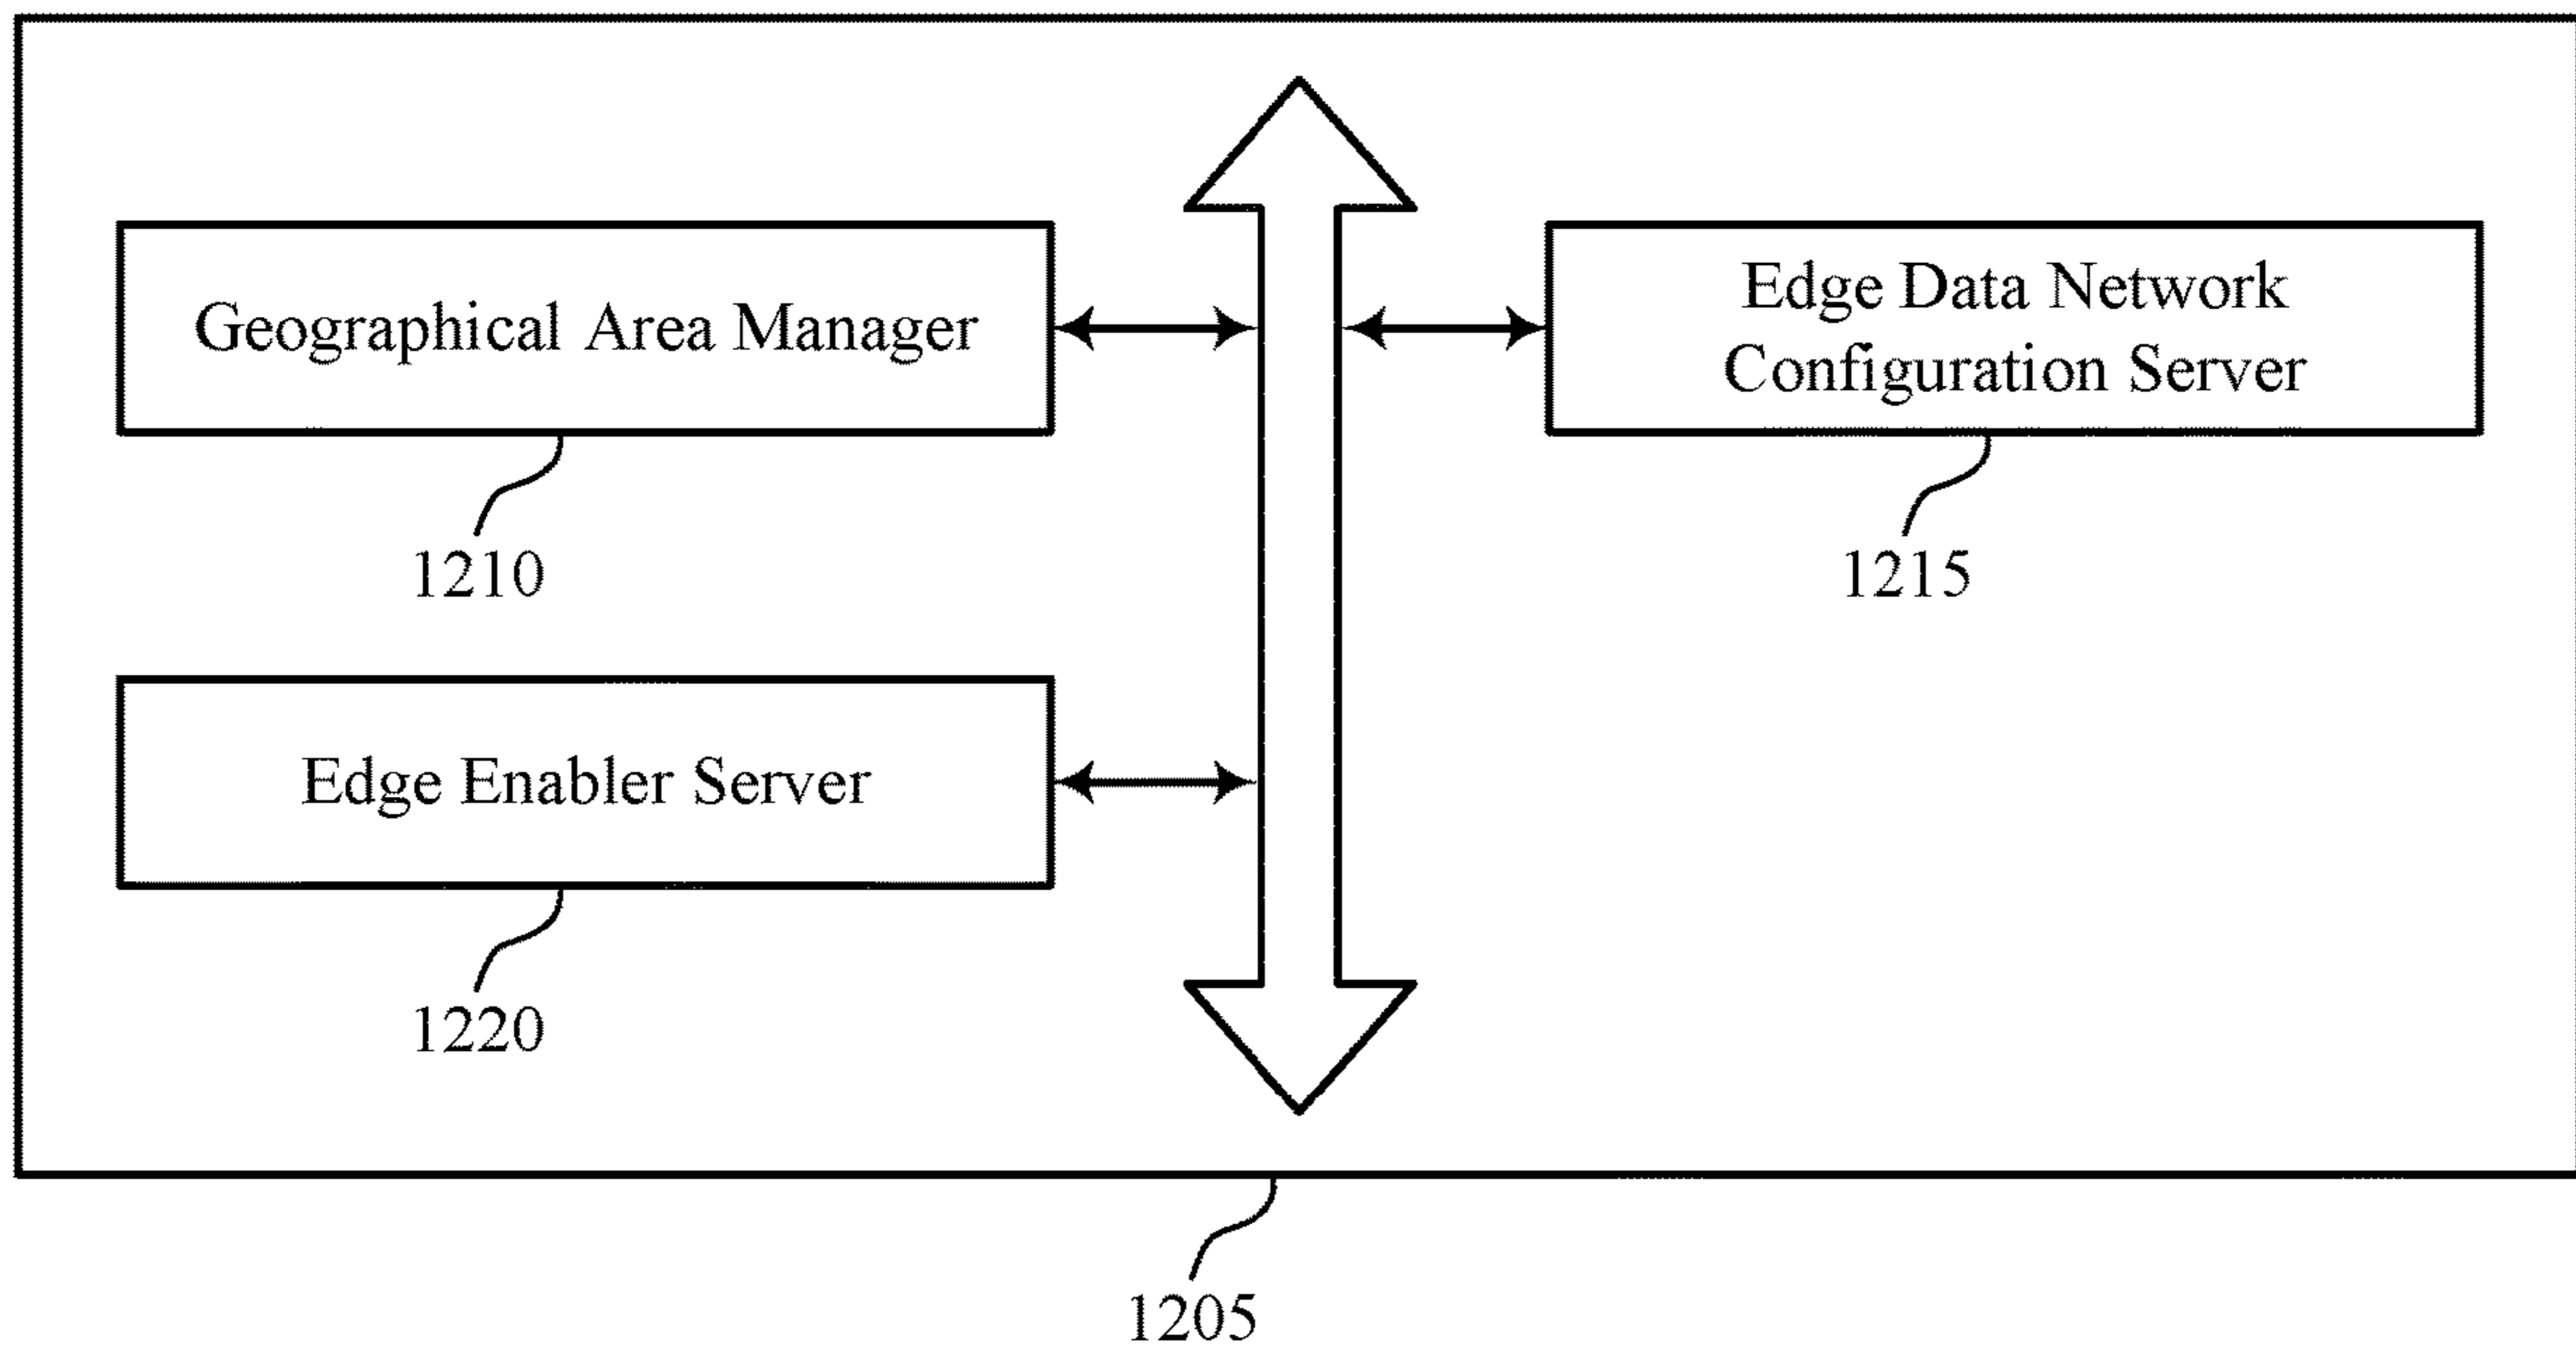 Geographical Area Manager
1210
Edge Data Network
Configuration Server
1215
Edge Enabler Server
1220
1205